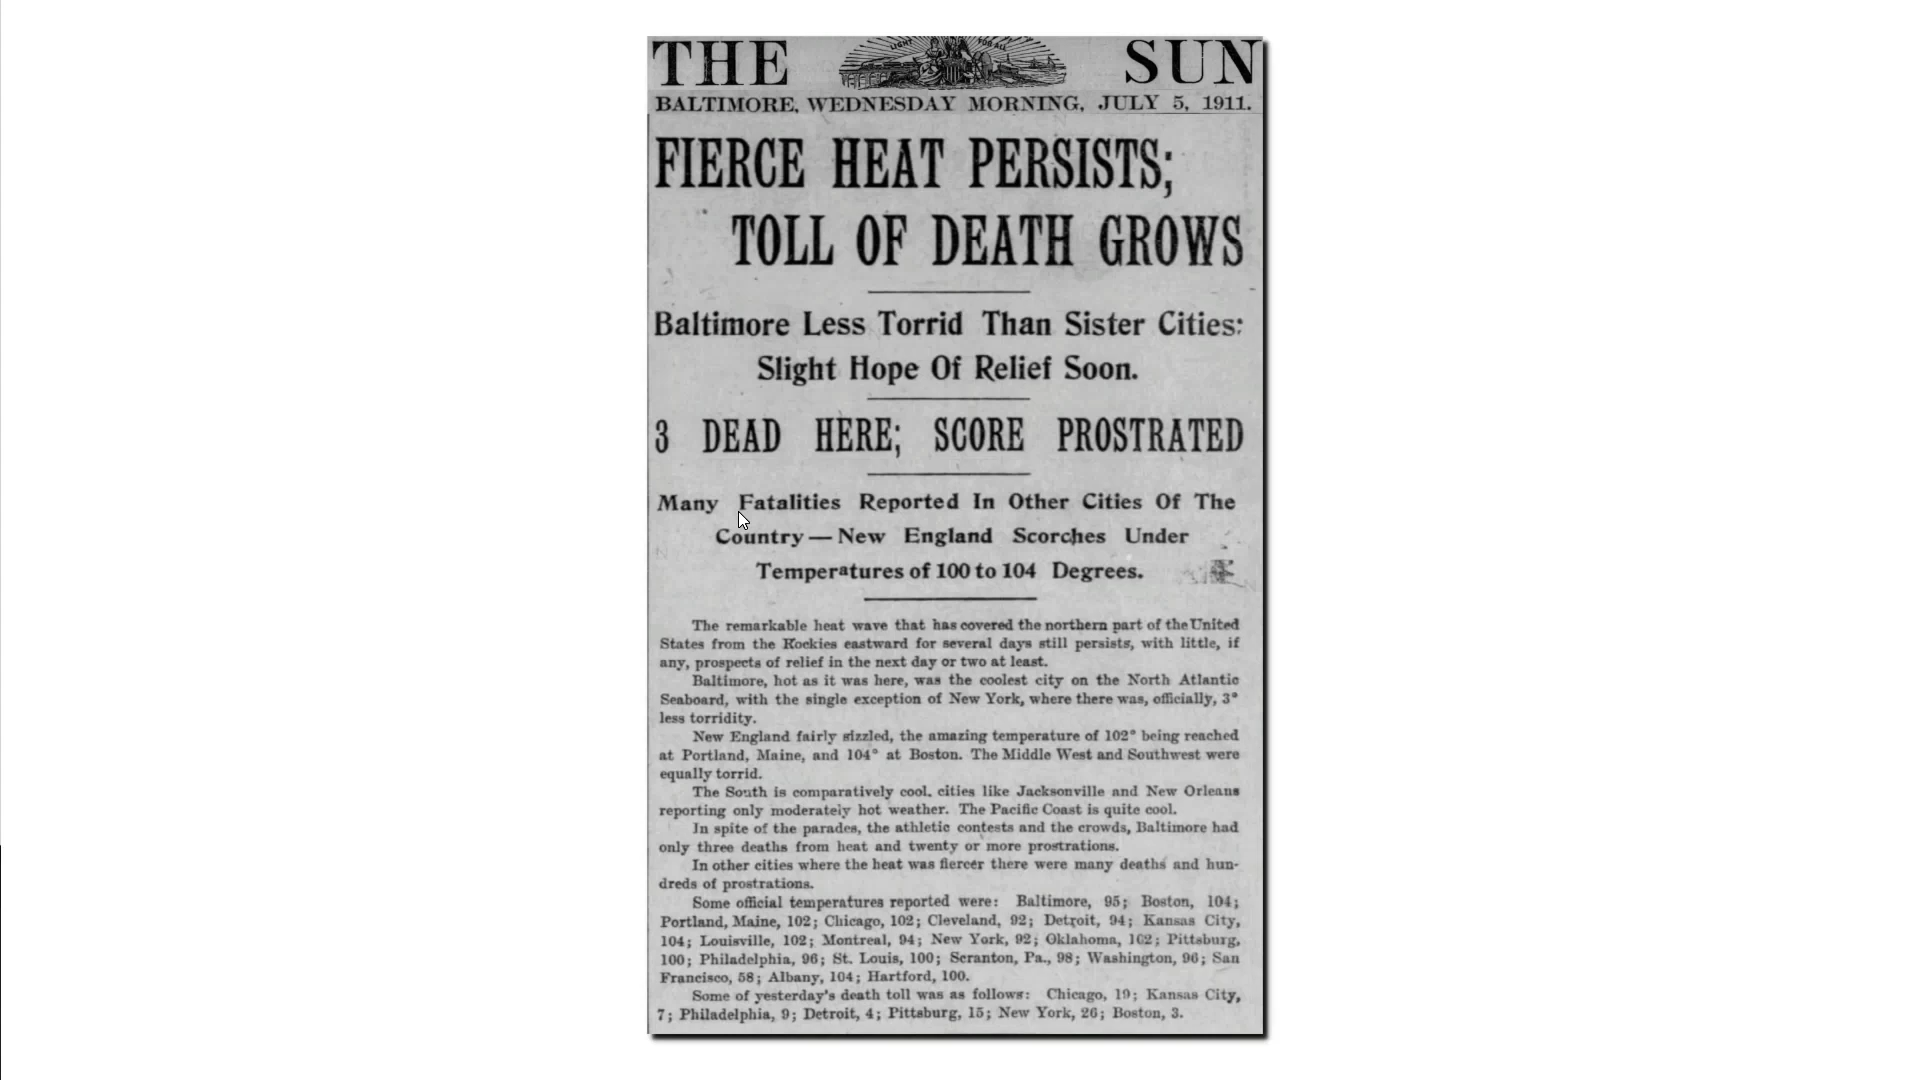 THE SUN
LIGHT FOR ALL
BALTIMORE, WEDNESDAY MORNING, JULY 5, 1911.
FIERCE HEAT PERSISTS;
TOLL OF DEATH GROWS
Baltimore Less Torrid Than Sister Cities:
Slight Hope Of Relief Soon.
3 DEAD HERE; SCORE PROSTRATED
Many Fatalities Reported In Other Cities Of The
Country — New England Scorches Under
Temperatures of 100 to 104 Degrees.
The remarkable heat wave that has covered the northern part of the United
States from the Rockies eastward for several days still persists, with little, if
any, prospects of relief in the next day or two at least.
Baltimore, hot as it was here, was the coolest city on the North Atlantic
Seaboard, with the single exception of New York, where there was, officially, 3°
less torridity.
New England fairly sizzled, the amazing temperature of 102° being reached
at Portland, Maine, and 104° at Boston. The Middle West and Southwest were
equally torrid.
The South is comparatively cool, cities like Jacksonville and New Orleans
reporting only moderately hot weather. The Pacific Coast is quite cool.
In spite of the parades, the athletic contests and the crowds, Baltimore had
only three deaths from heat and twenty or more prostrations.
In other cities where the heat was fiercer there were many deaths and hun-
dreds of prostrations.
Some official temperatures reported were: Baltimore, 95; Boston, 104;
Portland, Maine, 102; Chicago, 102; Cleveland, 92; Detroit, 94; Kansas City,
104; Louisville, 102; Montreal, 94; New York, 92; Oklahoma, 102; Pittsburg,
100; Philadelphia, 96; St. Louis, 100; Scranton, Pa., 98; Washington, 96; San
Francisco, 58; Albany, 104; Hartford, 100.
Some of yesterday's death toll was as follows: Chicago, 19; Kansas City,
7; Philadelphia, 9; Detroit, 4; Pittsburg, 15; New York, 26; Boston, 3.